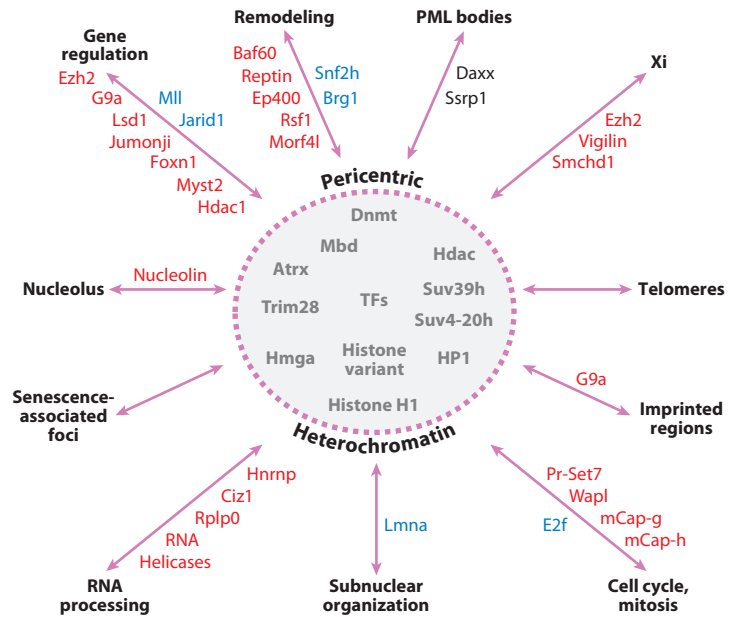 Remodeling
PML bodies
Gene
regulation
Xi
Ezh2
G9a
Lsd1
Jumonji
Foxn1
Myst2
Hdac1
Mll
Jarid1
Baf60
Reptin
Ep400
Rsf1
Morf4l
Snf2h
Brg1
Daxx
Ssrp1
Ezh2
Vigilin
Smchd1
Pericentric
Dnmt
Mbd
Hdac
Atrx
Suv39h
Trim28
TFs
Suv4-20h
Hmga
Histone
variant
HP1
Histone H1
Heterochromatin
Nucleolus
Nucleolin
Telomeres
Senescence-
associated
foci
G9a
Imprinted
regions
Hnrnp
Ciz1
Rplp0
RNA
Helicases
RNA
processing
Lmna
Subnuclear
organization
Pr-Set7
Wapl
mCap-g
mCap-h
E2f
Cell cycle,
mitosis